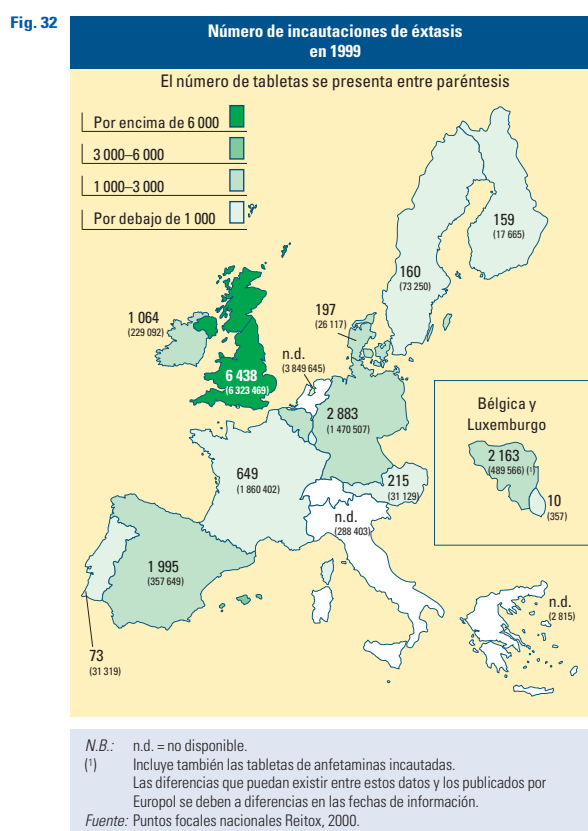 Fig. 32
Número de incautaciones de éxtasis
en 1999
El número de tabletas se presenta entre paréntesis
Por encima de 6 000
3 000–6 000
1 000–3 000
Por debajo de 1 000
159
(17 665)
160
(73 250)
197
(26 117)
1 064
(229 092)
n.d.
(3 849 645)
6 438
(6 323 469)
2 883
(1 470 507)
Bélgica y
Luxemburgo
2 163
(489 566) (¹)
10
(357)
649
(1 860 402)
215
(31 129)
n.d.
(288 403)
1 995
(357 649)
n.d.
(2 815)
73
(31 319)
N.B.: n.d. = no disponible.
(¹) Incluye también las tabletas de anfetaminas incautadas.
Las diferencias que puedan existir entre estos datos y los publicados por
Europol se deben a diferencias en las fechas de información.
Fuente: Puntos focales nacionales Reitox, 2000.